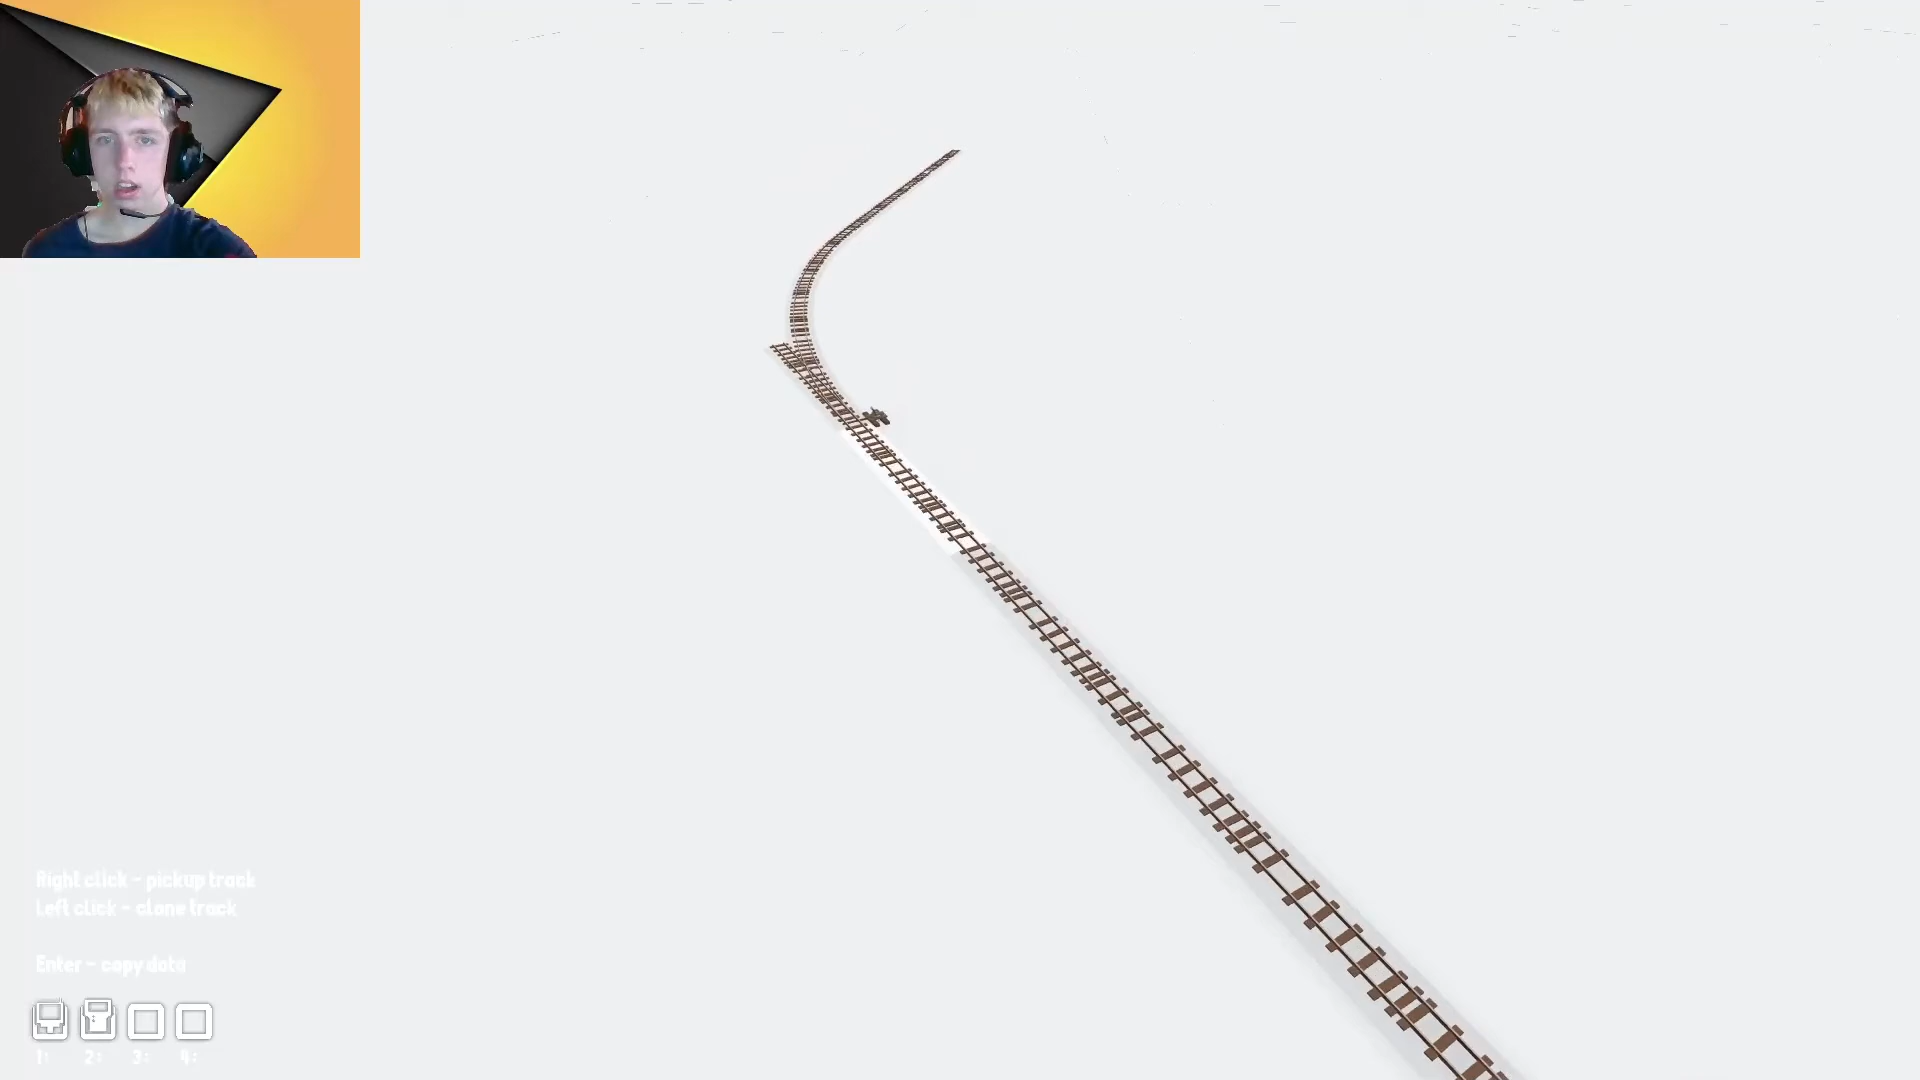 Right click - pickup track
Left click - clone track
Enter - copy data
1: 2: 3: 4: